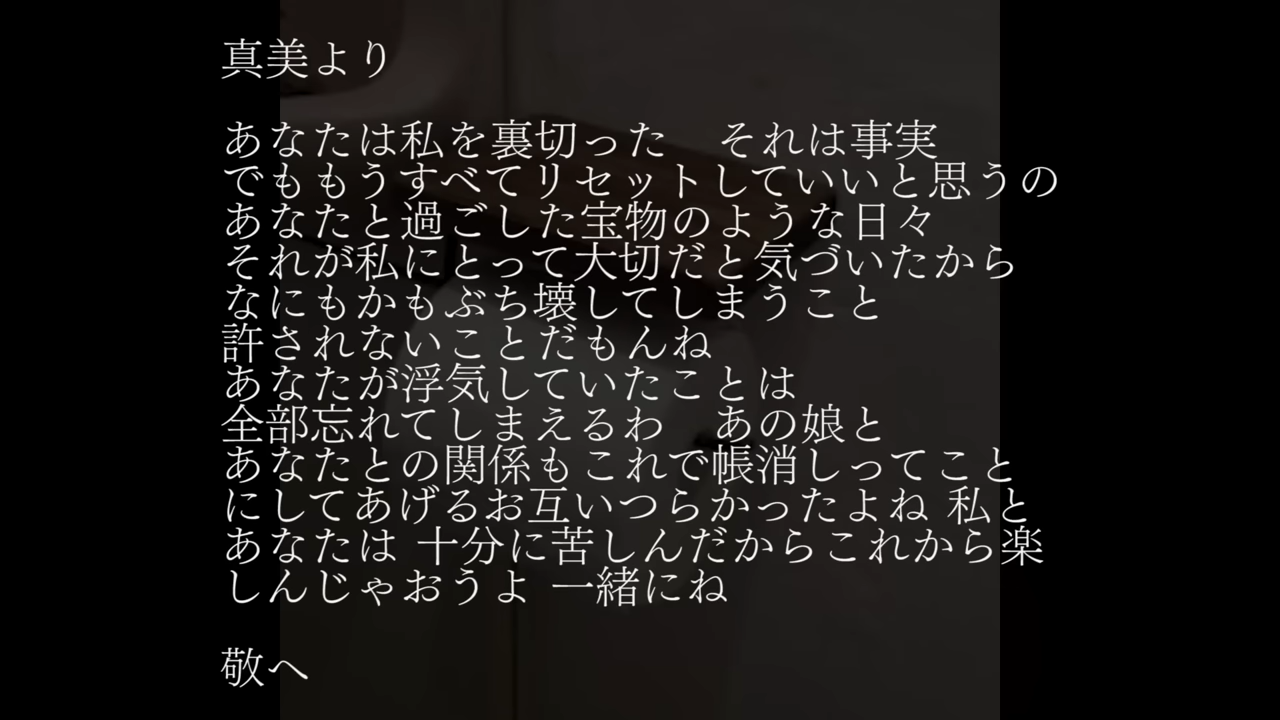 真美より
あなたは私を裏切った　それは事実
でももうすべてリセットしていいと思うの
あなたと過ごした宝物のような日々
それが私にとって大切だと気づいたから
なにもかもぶち壊してしまうこと
許されないことだもんね
あなたが浮気していたことは
全部忘れてしまえるわ　あの娘と
あなたとの関係もこれで帳消しってこと
にしてあげるお互いつらかったよね 私と
あなたは 十分に苦しんだからこれから楽
しんじゃおうよ 一緒にね
敬へ